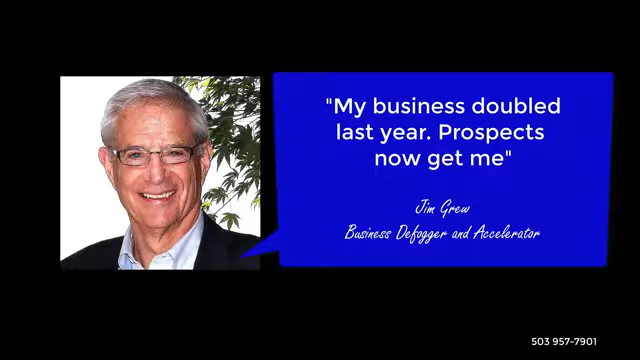 "My business doubled
last year. Prospects
now get me"
Jim Grew
Business Defogger and Accelerator
503 957-7901